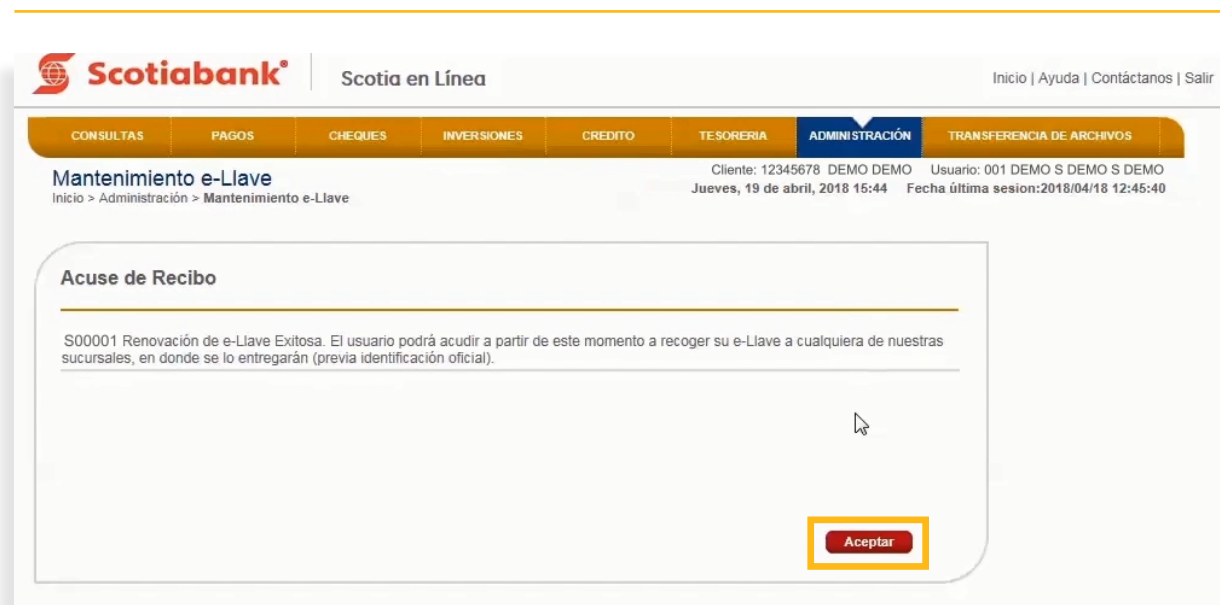 Scotiabank® Scotia en Línea Inicio | Ayuda | Contáctanos | Salir
CONSULTAS PAGOS CHEQUES INVERSIONES CREDITO TESORERIA ADMINISTRACIÓN TRANSFERENCIA DE ARCHIVOS
Mantenimiento e-Llave
Inicio > Administración > Mantenimiento e-Llave
Cliente: 12345678 DEMO DEMO Usuario: 001 DEMO S DEMO S DEMO
Jueves, 19 de abril, 2018 15:44 Fecha última sesion:2018/04/18 12:45:40
Acuse de Recibo
S00001 Renovación de e-Llave Exitosa. El usuario podrá acudir a partir de este momento a recoger su e-Llave a cualquiera de nuestras
sucursales, en donde se lo entregarán (previa identificación oficial).
Aceptar